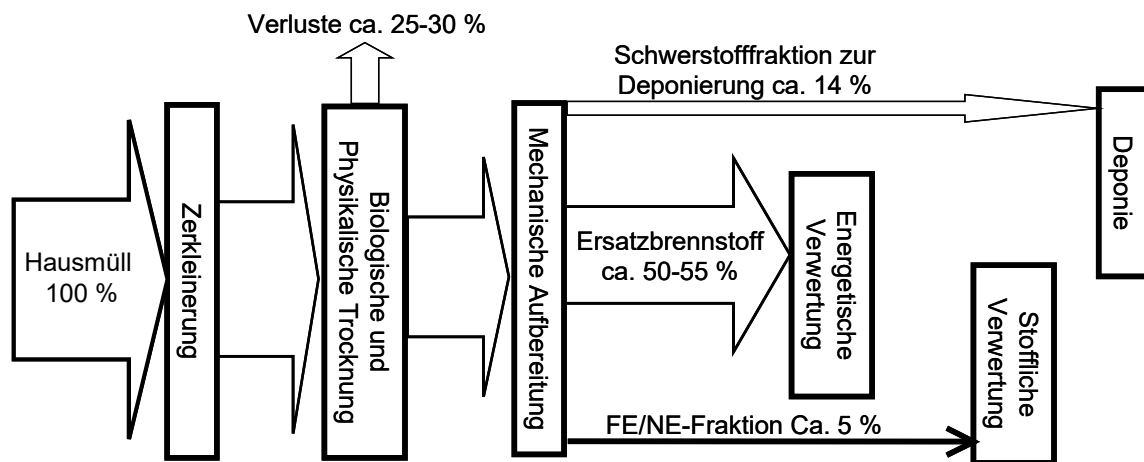 Verluste ca. 25-30 %
Hausmüll
100 %
Zerkleinerung
Biologische und
Physikalische Trocknung
Mechanische Aufbereitung
Schwerstofffraktion zur
Deponierung ca. 14 %
Deponie
Ersatzbrennstoff
ca. 50-55 %
Energetische
Verwertung
FE/NE-Fraktion Ca. 5 %
Stoffliche
Verwertung